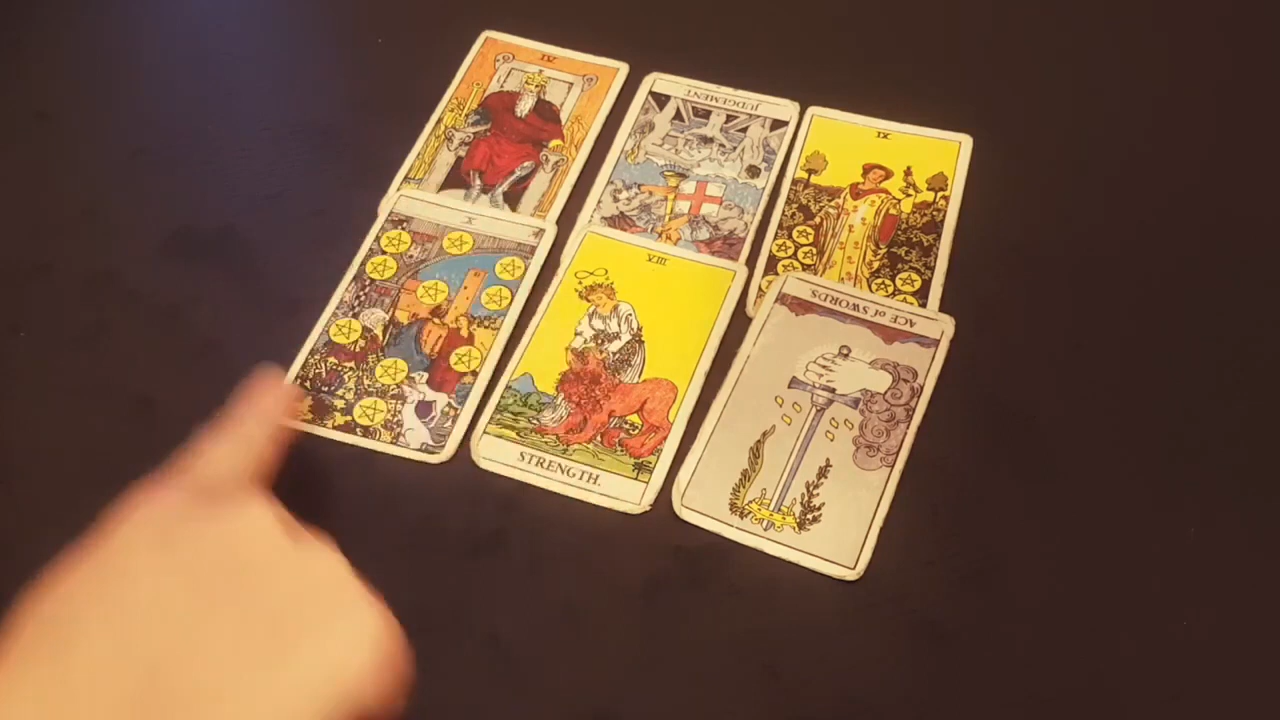 IV
JUDGEMENT.
IX
X
VIII
ACE of SWORDS.
STRENGTH.